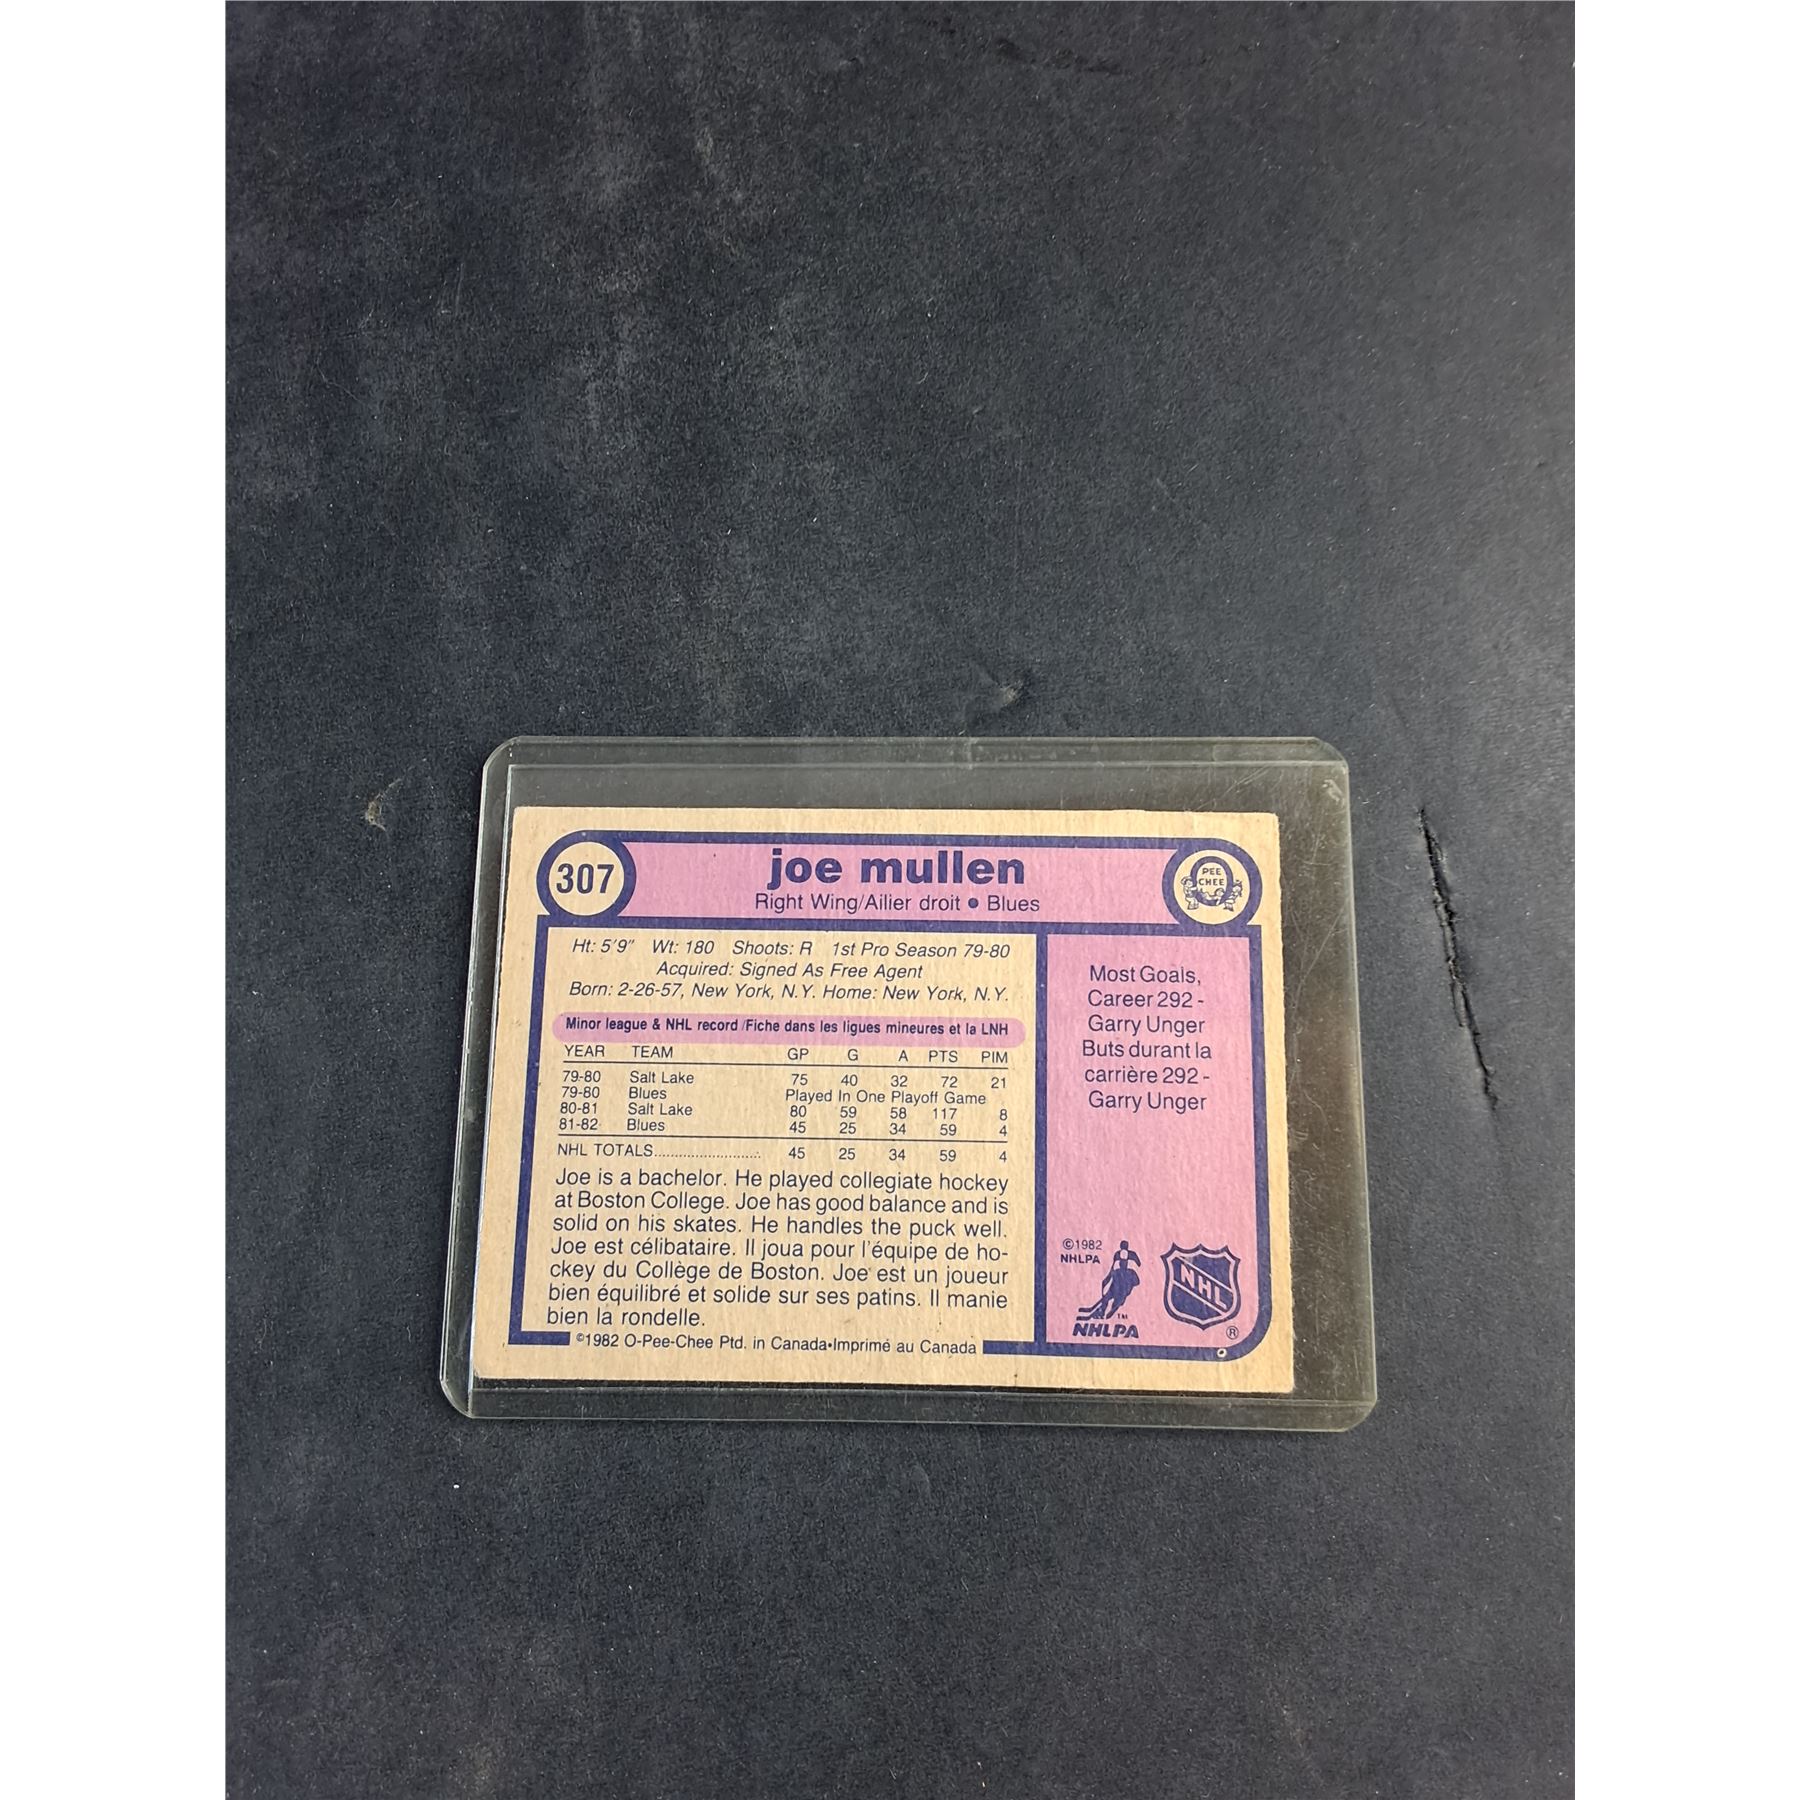 307
joe mullen
Right Wing/Ailier droit • Blues
PEE
CHEE
Ht: 5'9" Wt: 180 Shoots: R 1st Pro Season 79-80
Acquired: Signed As Free Agent
Born: 2-26-57, New York, N.Y. Home: New York, N.Y.
Minor league & NHL record/Fiche dans les ligues mineures et la LNH
YEAR TEAM GP G A PTS PIM
79-80 Salt Lake 75 40 32 72 21
79-80 Blues Played In One Playoff Game
80-81 Salt Lake 80 59 58 117 8
81-82 Blues 45 25 34 59 4
NHL TOTALS.......................... 45 25 34 59 4
Joe is a bachelor. He played collegiate hockey
at Boston College. Joe has good balance and is
solid on his skates. He handles the puck well.
Joe est célibataire. Il joua pour l'équipe de ho-
ckey du Collège de Boston. Joe est un joueur
bien équilibré et solide sur ses patins. Il manie
bien la rondelle.
©1982 O-Pee-Chee Ptd. in Canada•Imprimé au Canada
Most Goals,
Career 292 -
Garry Unger
Buts durant la
carrière 292 -
Garry Unger
©1982
NHLPA
TM
NHLPA
NHL
®